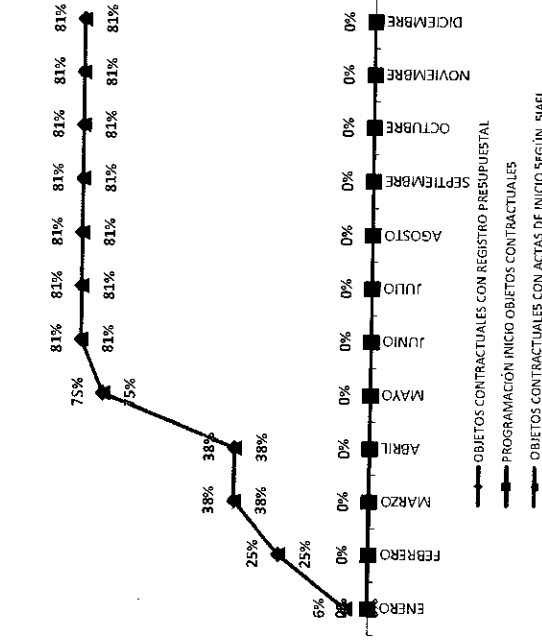 81% 81% 81% 81% 81% 81% 81%
75%
81% 81% 81% 81% 81% 81% 81%
75%
38% 38%
38% 38%
25%
25%
6%
0% 0% 0% 0% 0% 0% 0% 0% 0% 0% 0%
ENERO
FEBRERO
MARZO
ABRIL
MAYO
JUNIO
JULIO
AGOSTO
SEPTIEMBRE
OCTUBRE
NOVIEMBRE
DICIEMBRE
OBJETOS CONTRACTUALES CON REGISTRO PRESUPUESTAL
PROGRAMACIÓN INICIO OBJETOS CONTRACTUALES
OBJETOS CONTRACTUALES CON ACTAS DE INICIO SEGÚN